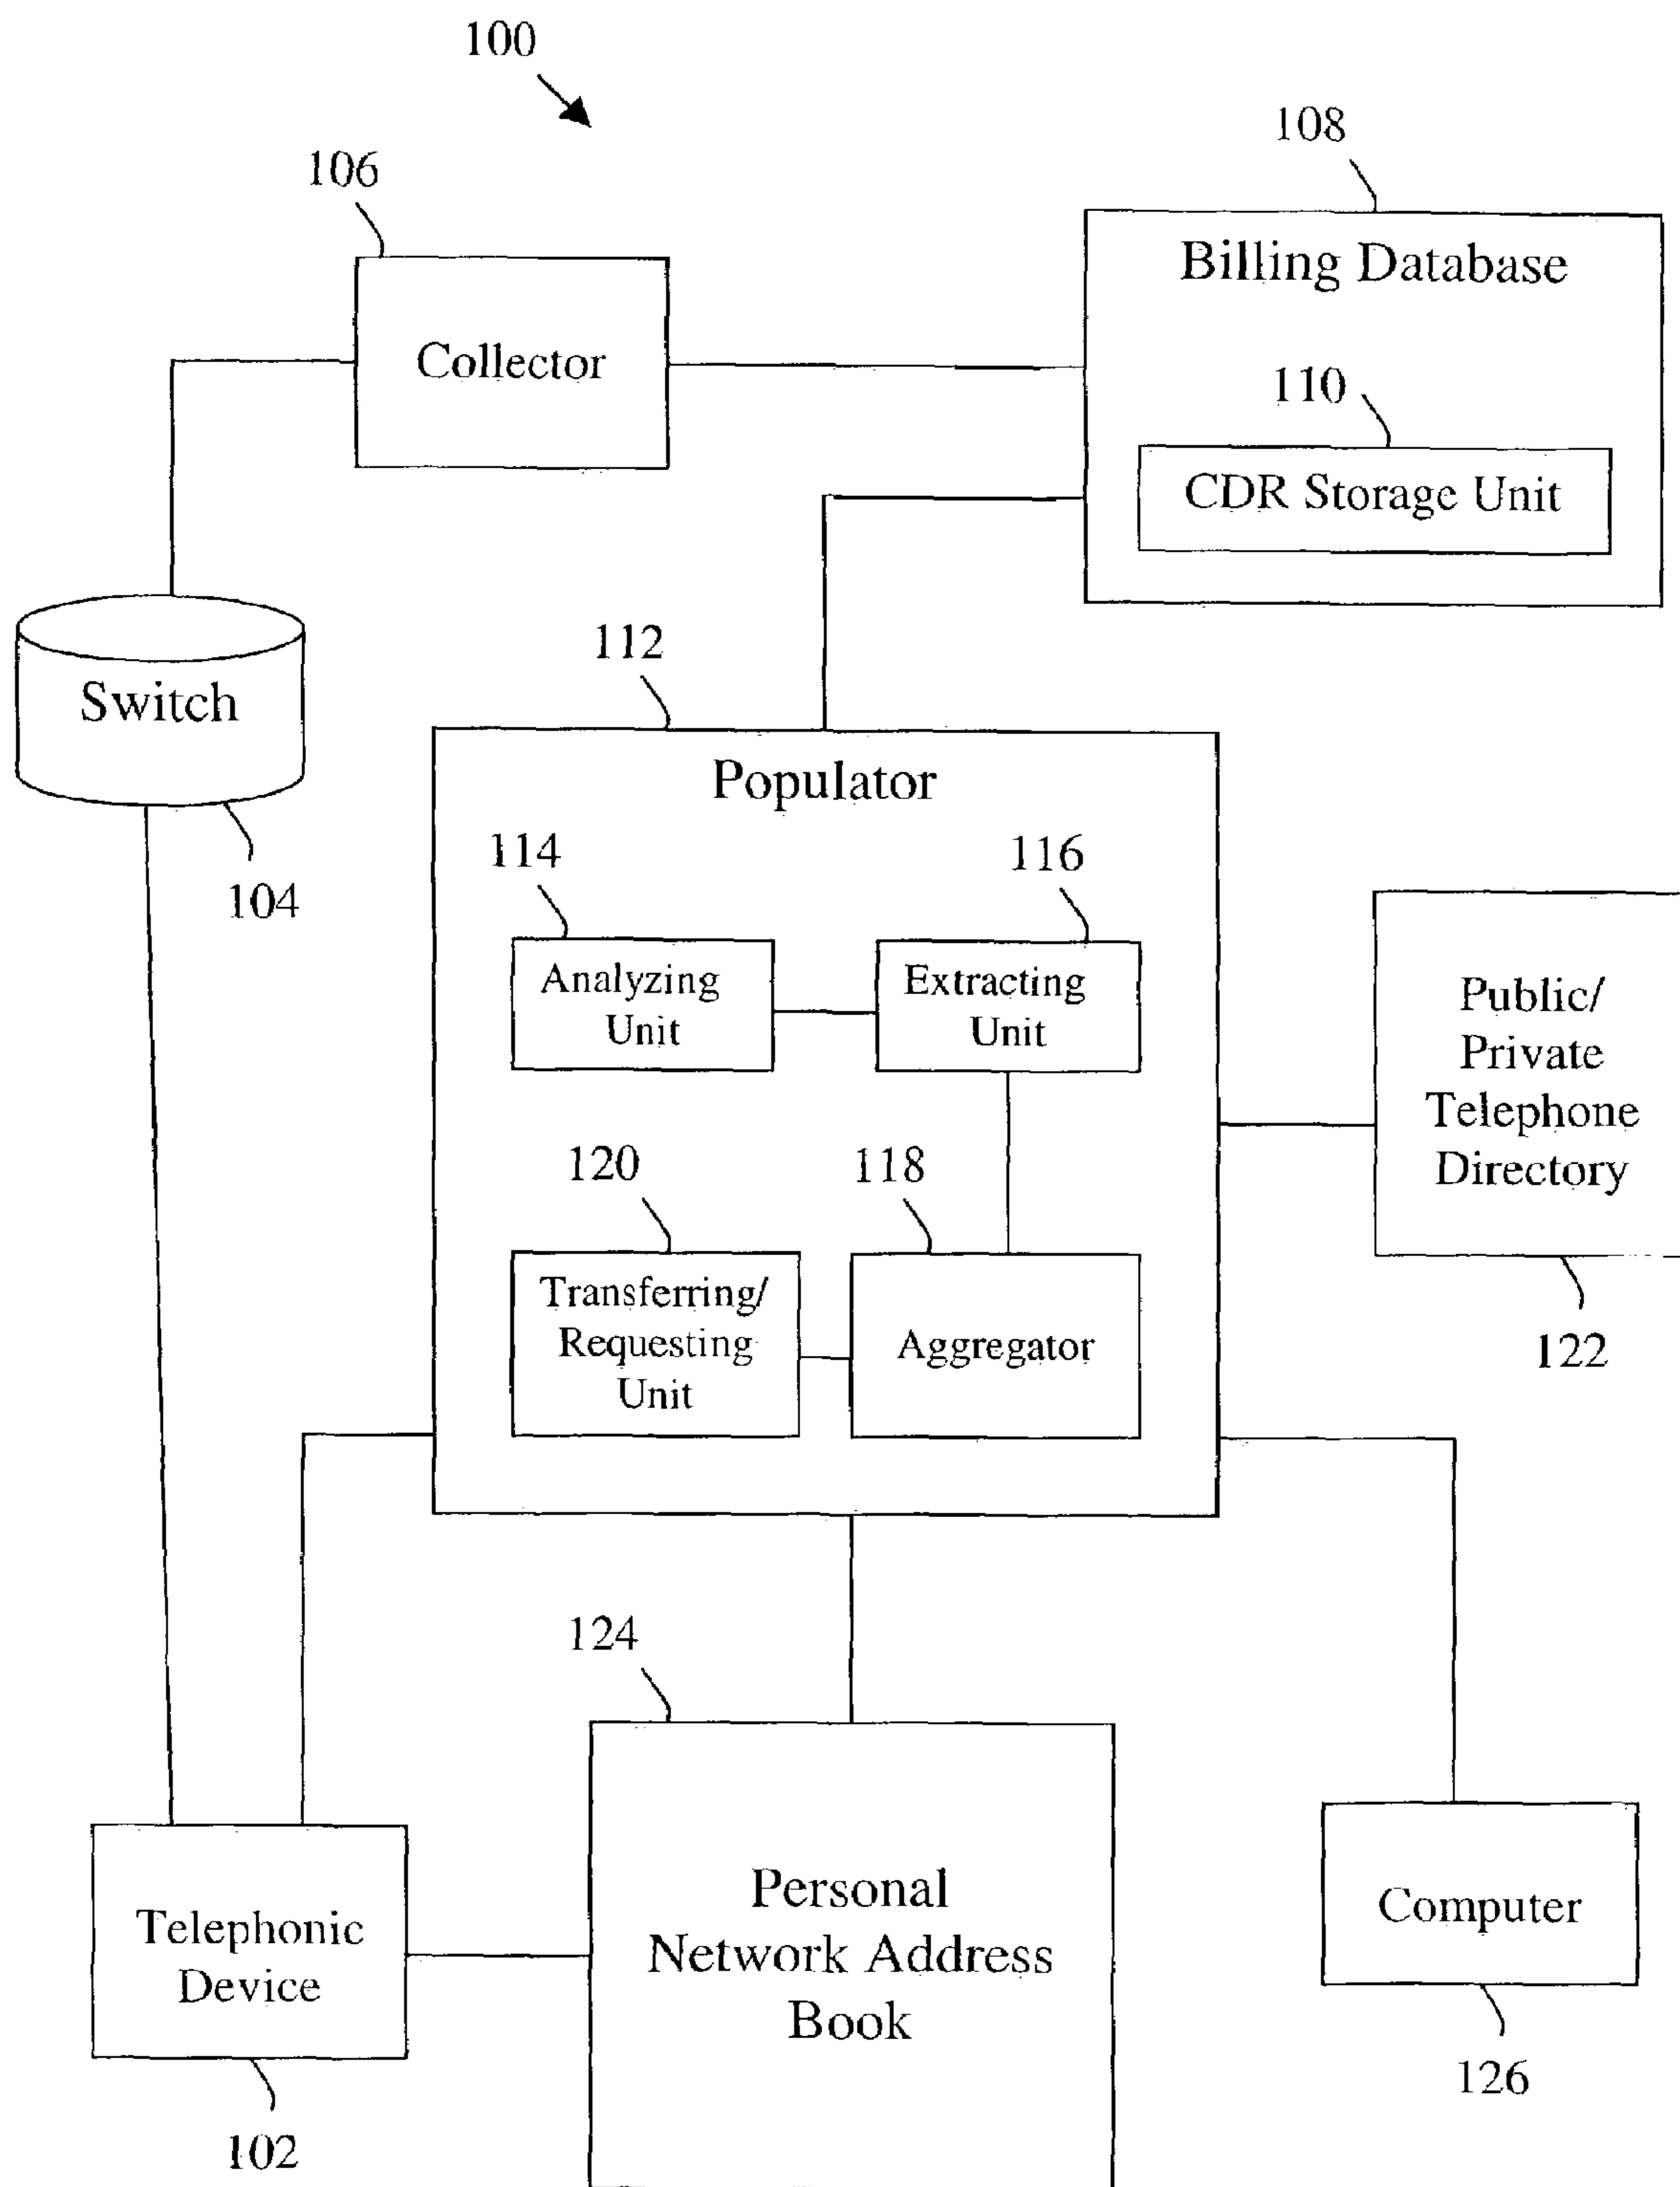 100
108
106
Billing Database
Collector
110
CDR Storage Unit
112
Switch
Populator
104
114
116
Analyzing
Unit
Extracting
Unit
Public/
Private
Telephone
Directory
120
118
Transferring/
Requesting
Unit
Aggregator
122
124
Personal
Network Address
Book
Telephonic
Device
Computer
126
102